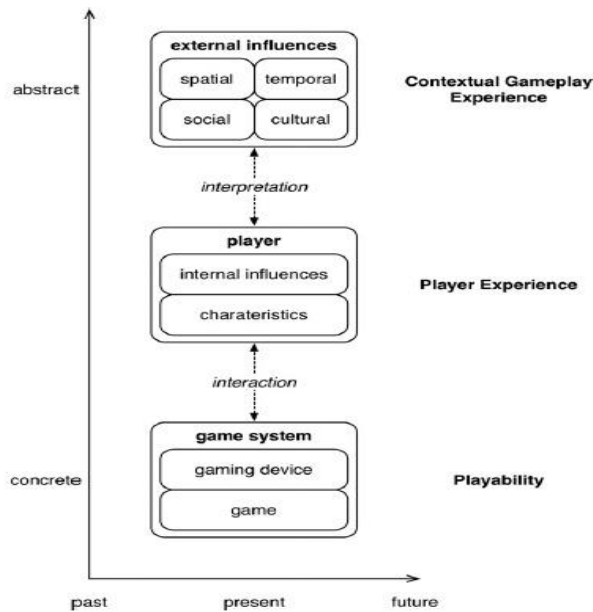 external influences
spatial
temporal
social
cultural
abstract
Contextual Gameplay
Experience
interpretation
player
internal influences
charateristics
Player Experience
interaction
game system
gaming device
game
concrete
Playability
past
present
future